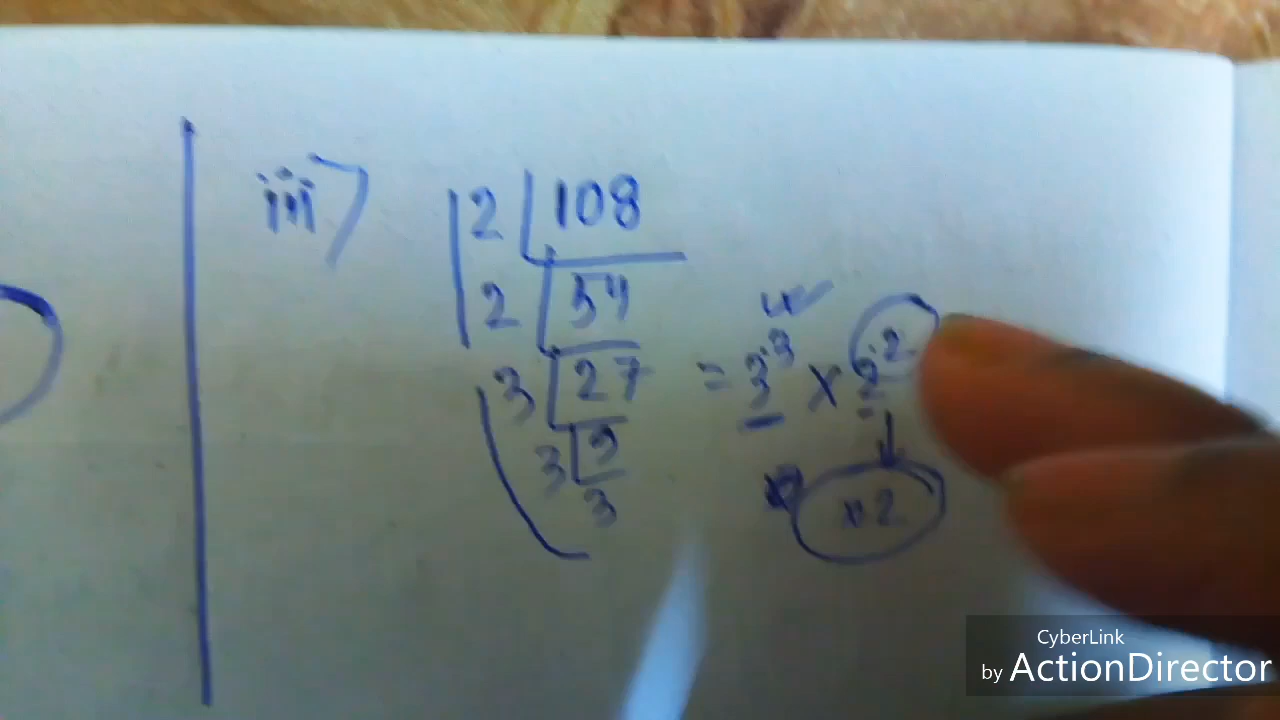 iii) 2 108
2 54
3 27 = 3³ × 2²
3 9
3
×2
CyberLink
by ActionDirector